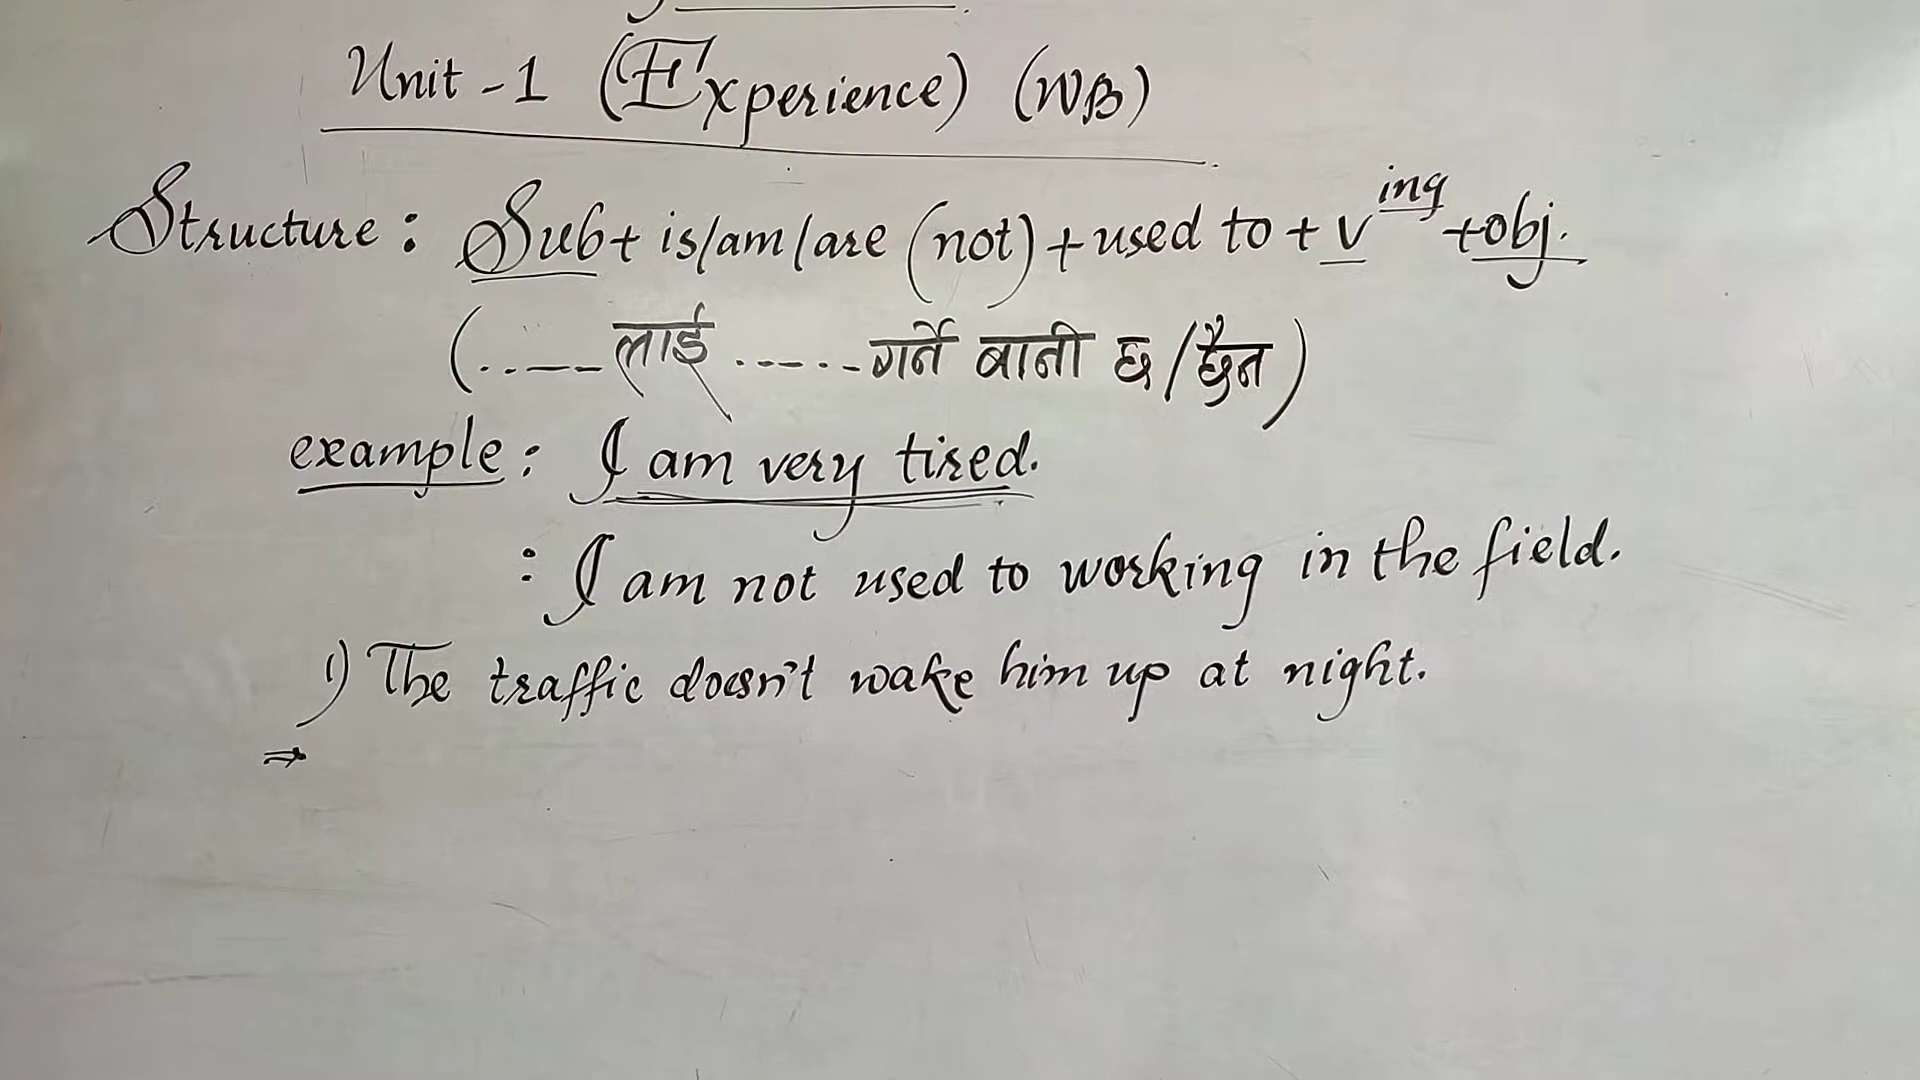 Unit - 1 (Experience) (WB)
Structure : Sub + is/am/are (not) + used to + v ing + obj.
(..--- लाई .----- गर्ने बानी छ / छैन )
example : I am very tired.
: I am not used to working in the field.
1) The traffic doesn't wake him up at night.
⇒